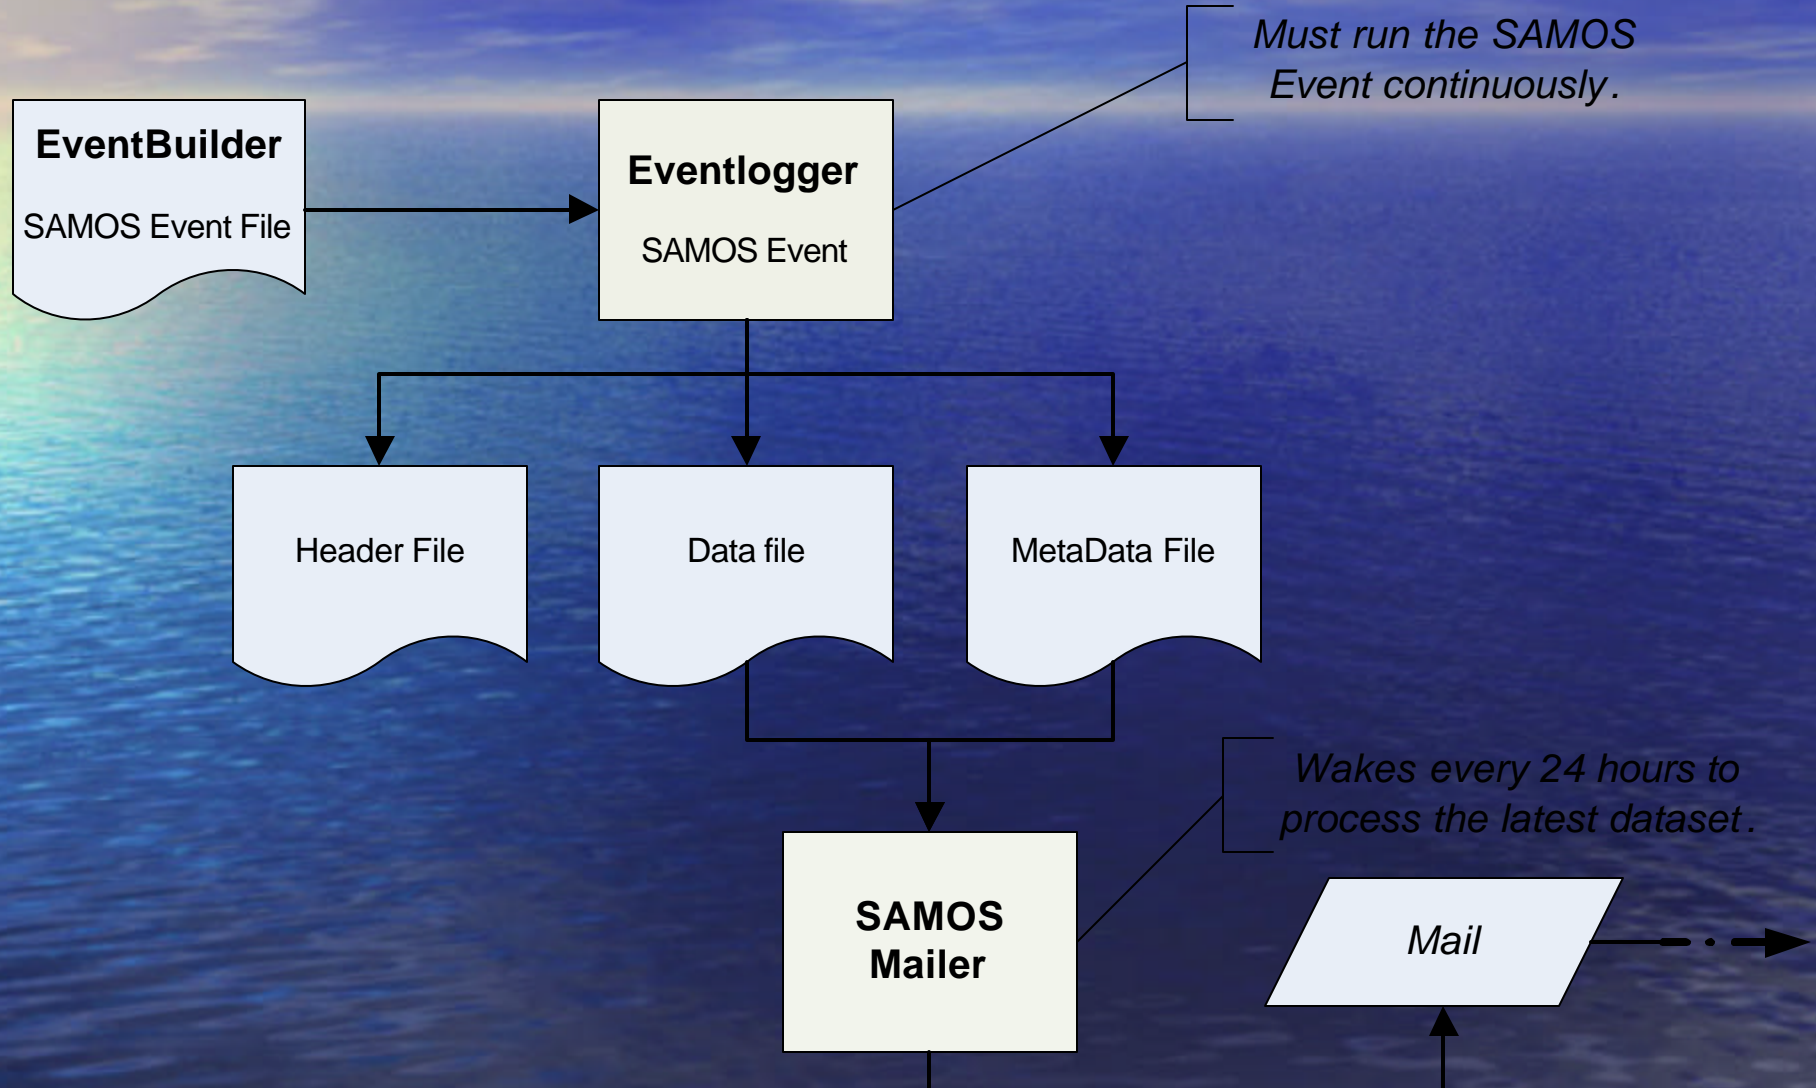 Must run the SAMOS
Event continuously.
EventBuilder
SAMOS Event File
Eventlogger
SAMOS Event
Header File
Data file
MetaData File
Wakes every 24 hours to
process the latest dataset.
SAMOS
Mailer
Mail